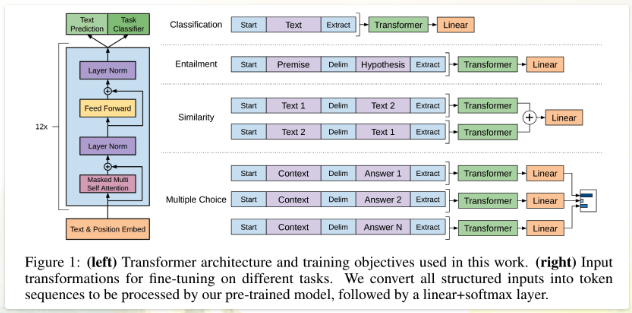 Text Prediction
Task Classifier
12x
Layer Norm
Feed Forward
Layer Norm
Masked Multi Self Attention
Text & Position Embed
Classification
Start Text Extract Transformer Linear
Entailment
Start Premise Delim Hypothesis Extract Transformer Linear
Similarity
Start Text 1 Delim Text 2 Extract Transformer
Start Text 2 Delim Text 1 Extract Transformer
Linear
Multiple Choice
Start Context Delim Answer 1 Extract Transformer Linear
Start Context Delim Answer 2 Extract Transformer Linear
Start Context Delim Answer N Extract Transformer Linear
Figure 1: (left) Transformer architecture and training objectives used in this work. (right) Input
transformations for fine-tuning on different tasks. We convert all structured inputs into token
sequences to be processed by our pre-trained model, followed by a linear+softmax layer.